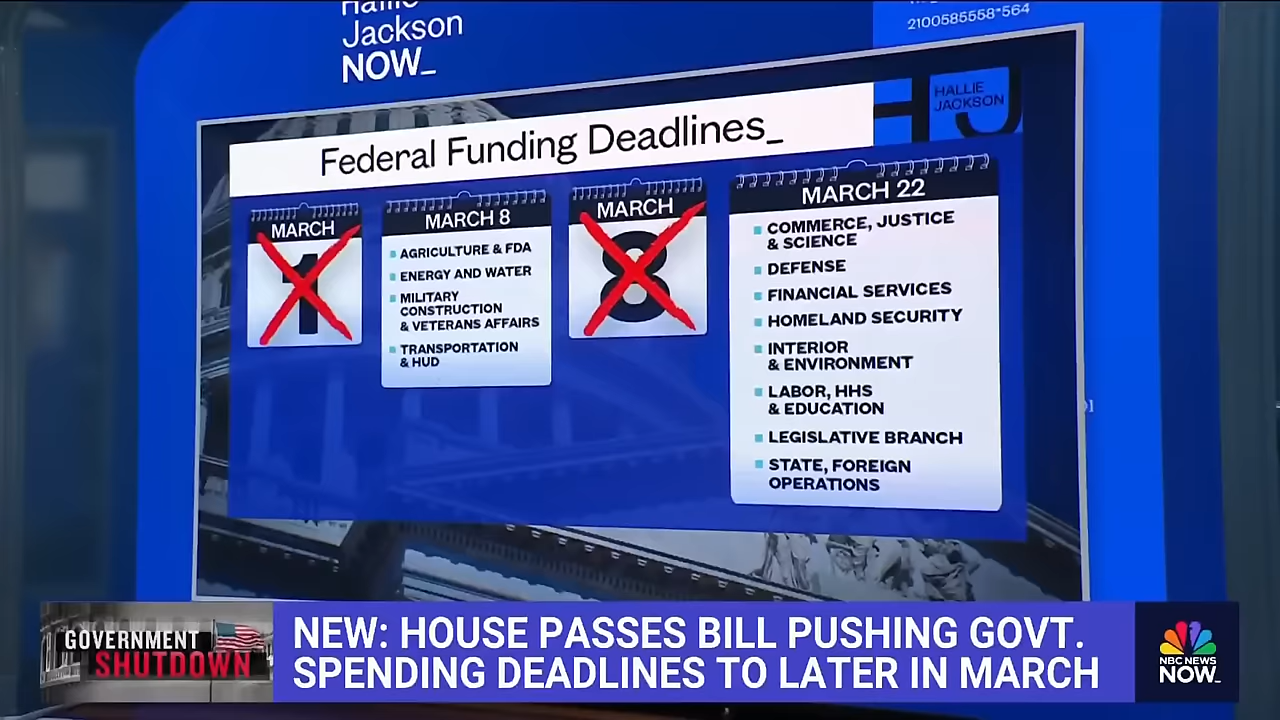 Hallie
Jackson
NOW_
2100585558*564
HALLIE
JACKSON
HJ
Federal Funding Deadlines_
MARCH
1
MARCH 8
AGRICULTURE & FDA
ENERGY AND WATER
MILITARY
CONSTRUCTION
& VETERANS AFFAIRS
TRANSPORTATION
& HUD
MARCH
8
MARCH 22
COMMERCE, JUSTICE
& SCIENCE
DEFENSE
FINANCIAL SERVICES
HOMELAND SECURITY
INTERIOR
& ENVIRONMENT
LABOR, HHS
& EDUCATION
LEGISLATIVE BRANCH
STATE, FOREIGN
OPERATIONS
GOVERNMENT
SHUTDOWN
NEW: HOUSE PASSES BILL PUSHING GOVT.
SPENDING DEADLINES TO LATER IN MARCH
NBC NEWS
NOW_